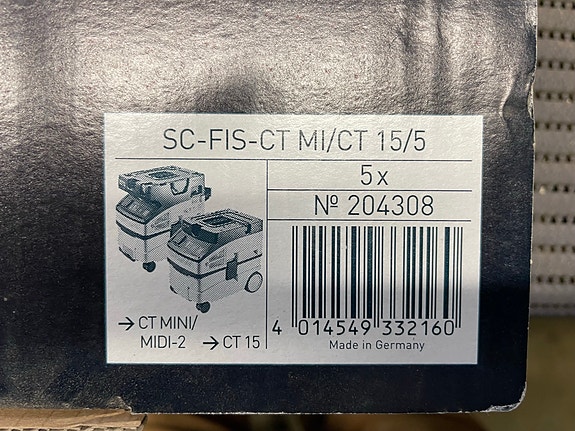 SC-FIS-CT MI/CT 15/5
5x
№ 204308
→ CT MINI/
MIDI-2 → CT 15
4 014549 332160
Made in Germany